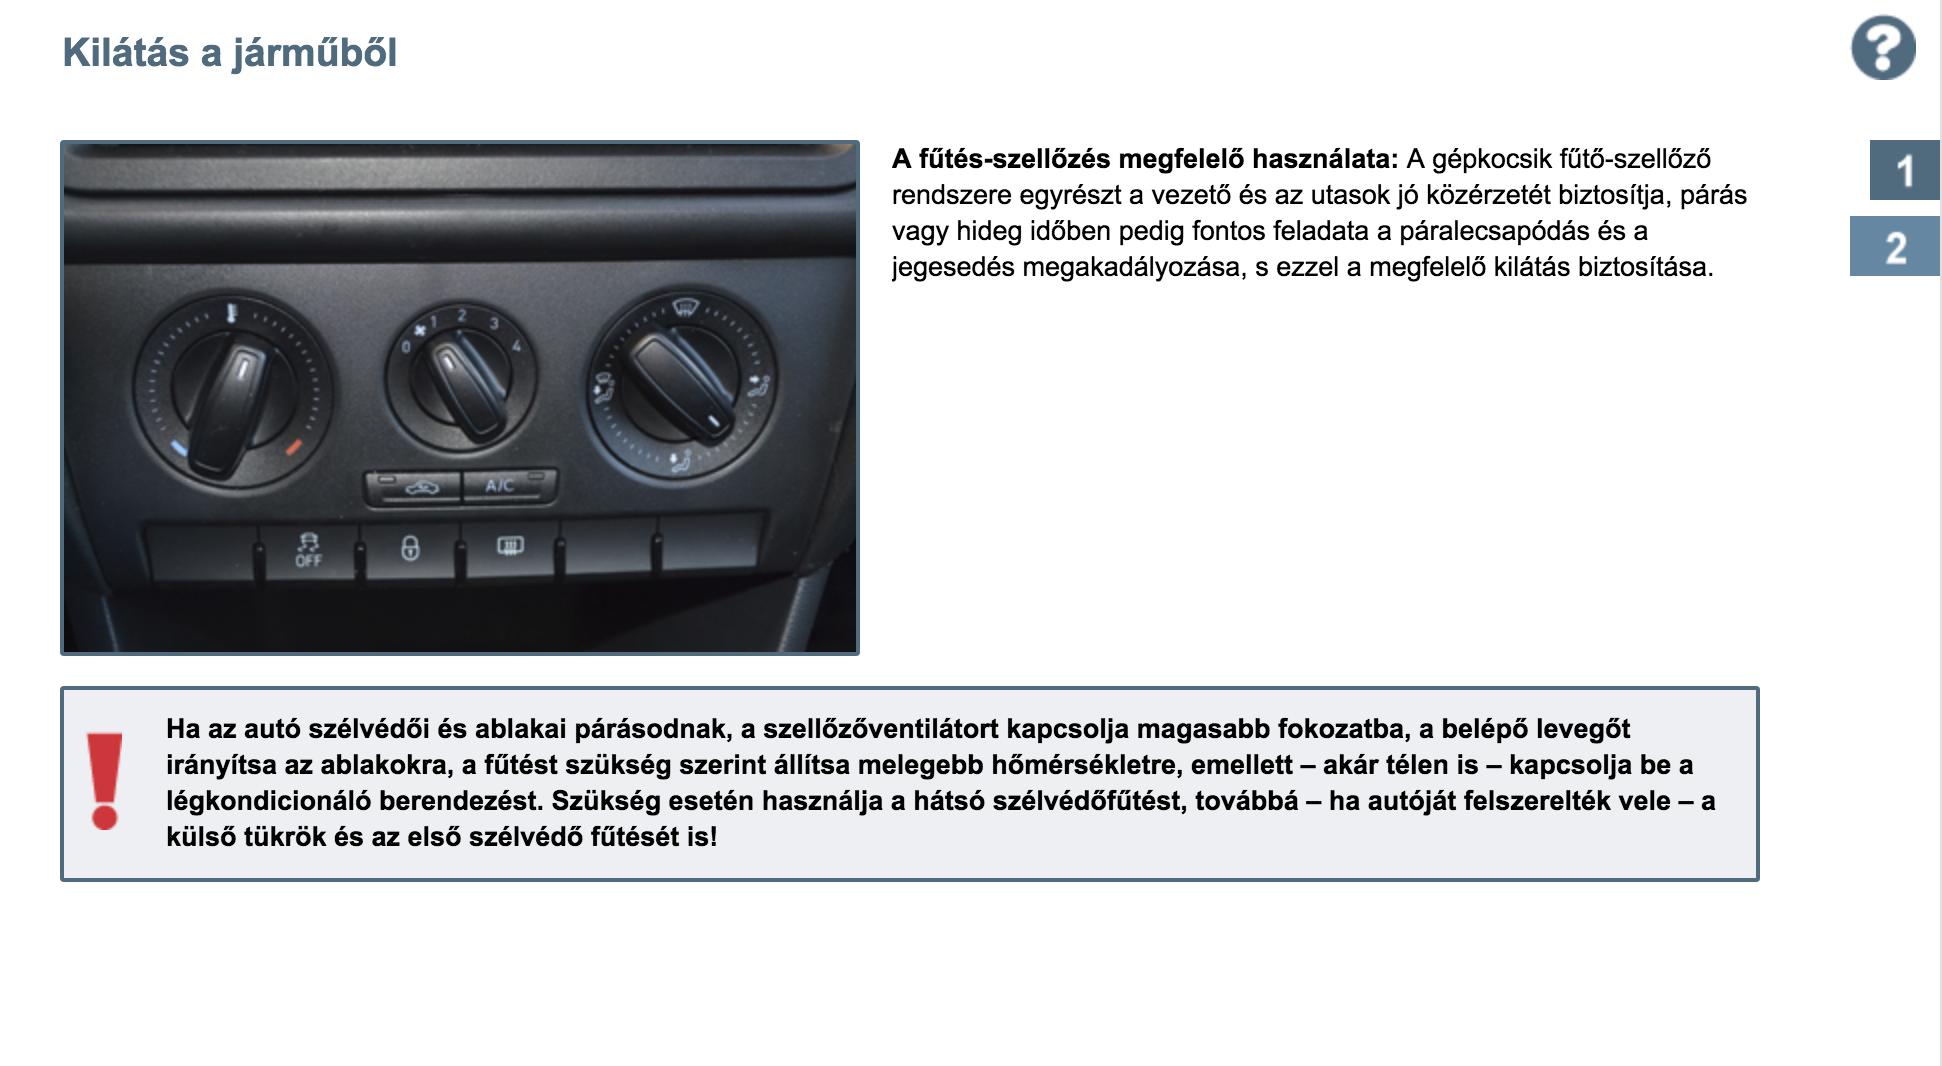 Kilátás a járműből
?
A fűtés-szellőzés megfelelő használata: A gépkocsik fűtő-szellőző
rendszere egyrészt a vezető és az utasok jó közérzetét biztosítja, párás
vagy hideg időben pedig fontos feladata a páralecsapódás és a
jegesedés megakadályozása, s ezzel a megfelelő kilátás biztosítása.
1
2
0 1 2 3 4
A/C
OFF
Ha az autó szélvédői és ablakai párásodnak, a szellőzőventilátort kapcsolja magasabb fokozatba, a belépő levegőt
irányítsa az ablakokra, a fűtést szükség szerint állítsa melegebb hőmérsékletre, emellett – akár télen is – kapcsolja be a
légkondicionáló berendezést. Szükség esetén használja a hátsó szélvédőfűtést, továbbá – ha autóját felszerelték vele – a
külső tükrök és az első szélvédő fűtését is!